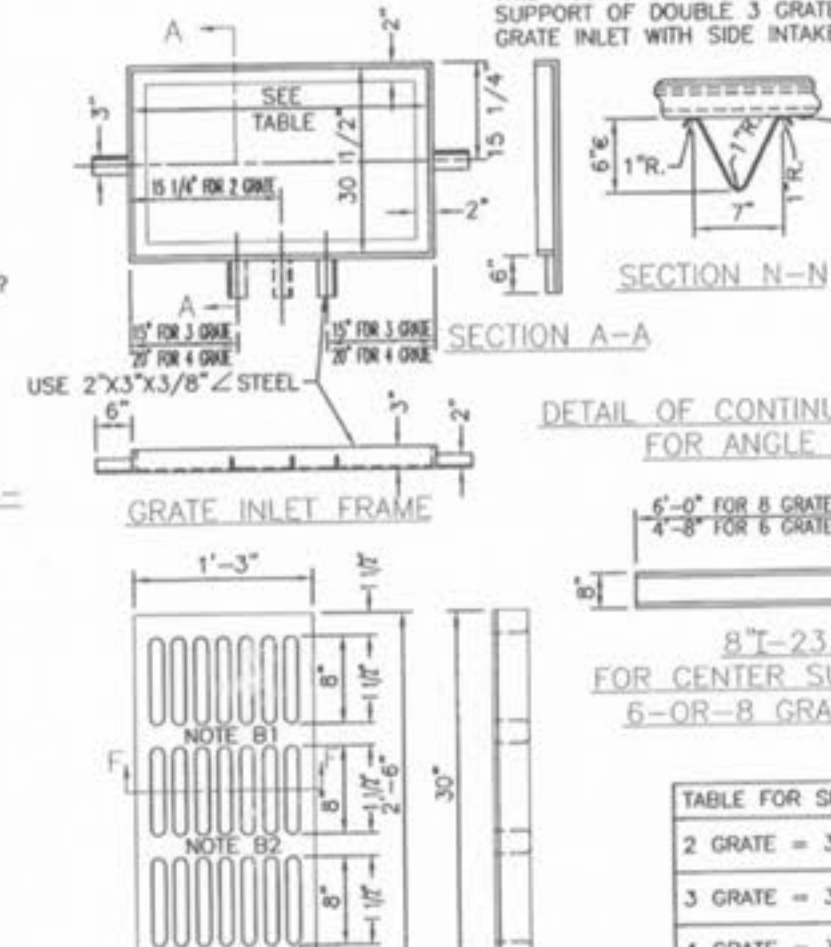 SUPPORT OF DOUBLE 3 GRATE
GRATE INLET WITH SIDE INTAKE
A
2"
3"
SEE
TABLE
15 1/4"
30 1/2"
15 1/4" FOR 2 GRATE
2"
6"
A
15" FOR 3 GRATE
20" FOR 4 GRATE
15" FOR 3 GRATE
20" FOR 4 GRATE
SECTION A-A
6"¢
1"R.
1"R.
1"R.
7"
SECTION N-N
?
USE 2"X3"X3/8"∠ STEEL
6"
3"
2"
GRATE INLET FRAME
DETAIL OF CONTINU
FOR ANGLE
6'-0" FOR 8 GRATE
4'-8" FOR 6 GRATE
8"
8"I-23
FOR CENTER SU
6-OR-8 GRA
1'-3"
1 1/2"
8"
1 1/2"
NOTE B1
F
F
8"
1 1/2"
2'-6"
30"
NOTE B2
8"
1 1/2"
TABLE FOR S
2 GRATE = 3
3 GRATE = 3
4 GRATE =